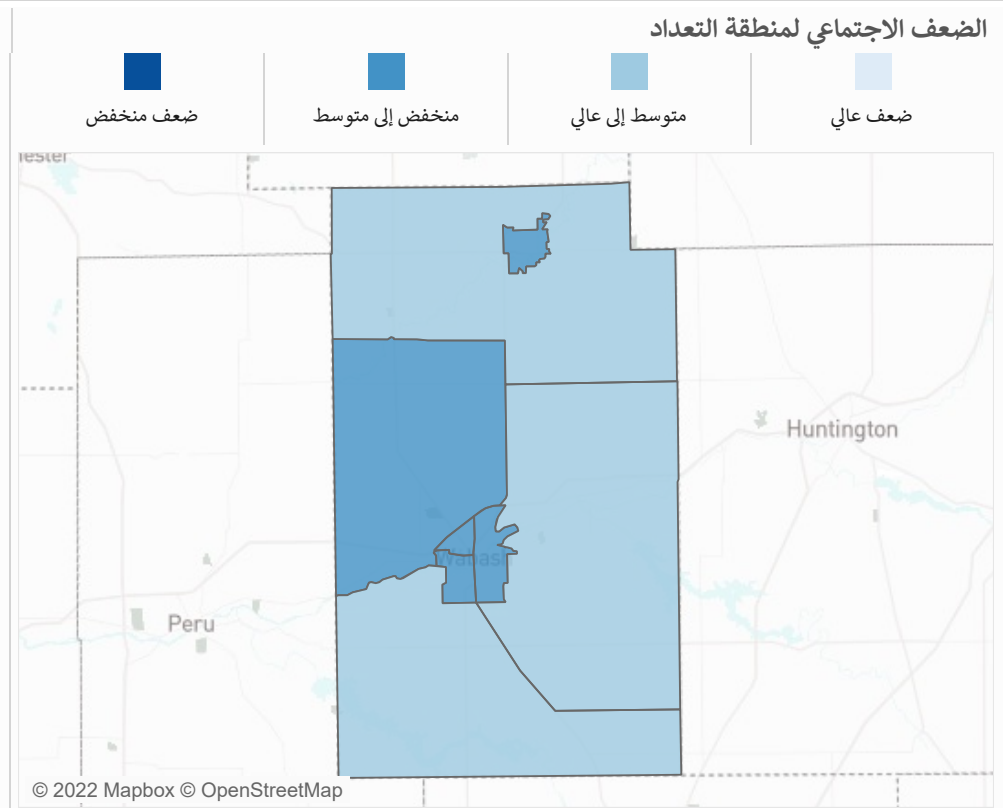 الضعف الاجتماعي لمنطقة التعداد
ضعف عالي
متوسط إلى عالي
منخفض إلى متوسط
ضعف منخفض
Huntington
Wabash
Peru
© 2022 Mapbox © OpenStreetMap